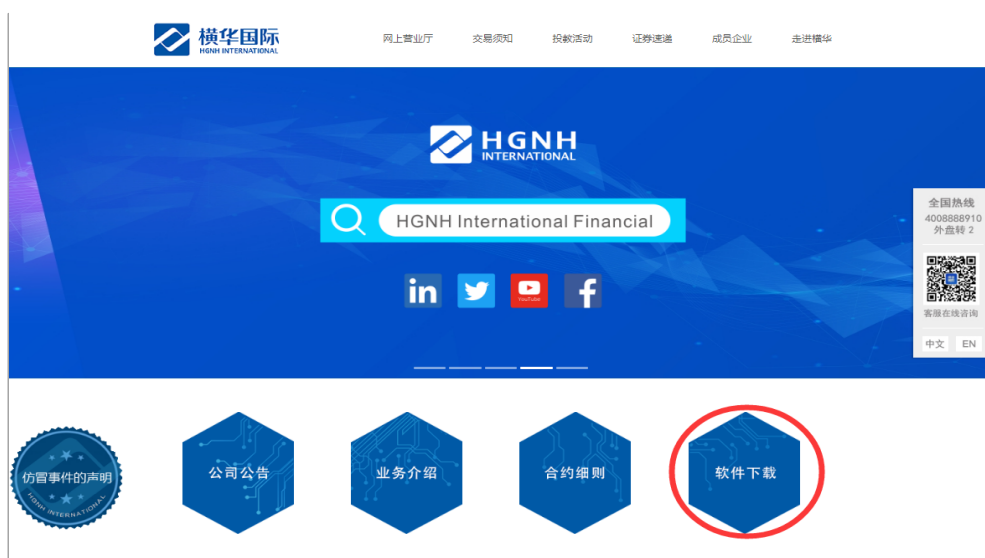 横华国际
HGNH INTERNATIONAL
网上营业厅
交易须知
投教活动
证券速递
成员企业
走进横华
HGNH
INTERNATIONAL
HGNH International Financial
in
YouTube
f
全国热线
4008888910
外盘转 2
客服在线咨询
中文 EN
仿冒事件的声明
HGNH INTERNATIONAL
公司公告
业务介绍
合约细则
软件下载